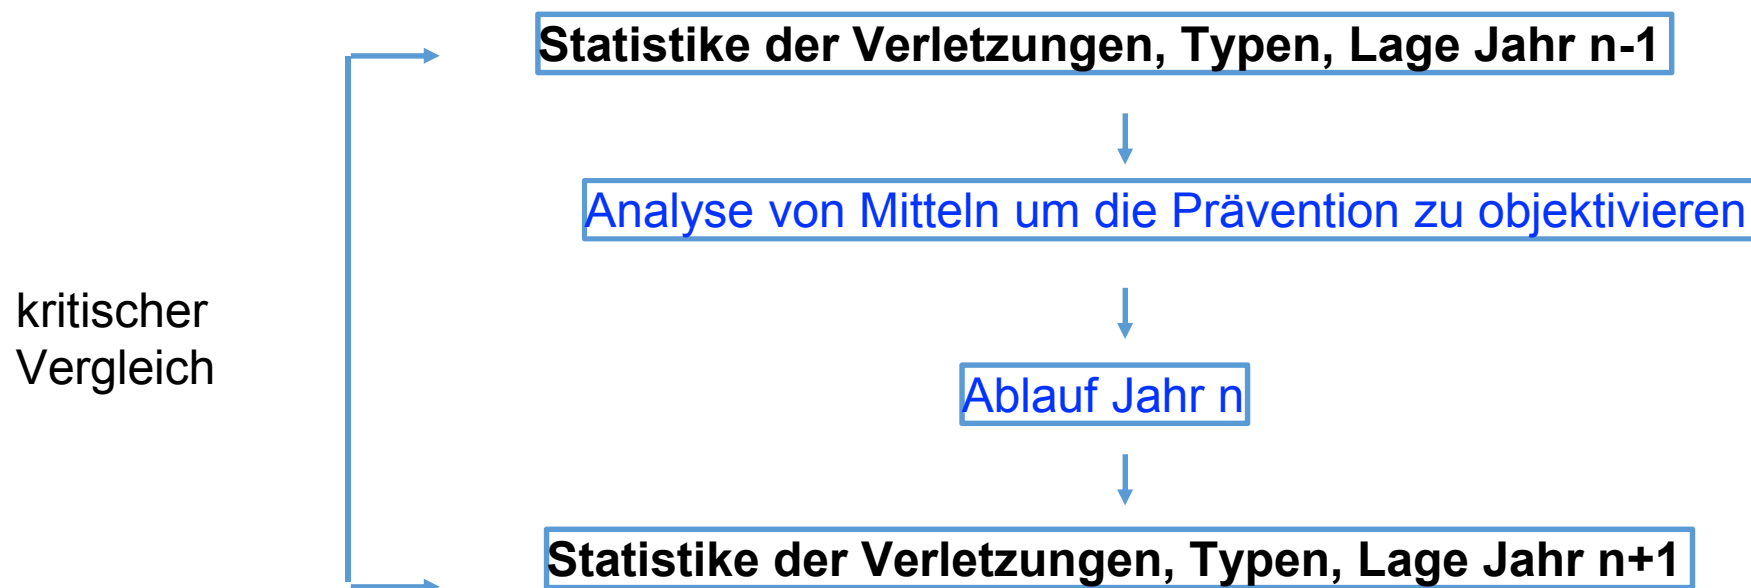 Statistike der Verletzungen, Typen, Lage Jahr n-1
Analyse von Mitteln um die Prävention zu objektivieren
kritischer
Vergleich
Ablauf Jahr n
Statistike der Verletzungen, Typen, Lage Jahr n+1